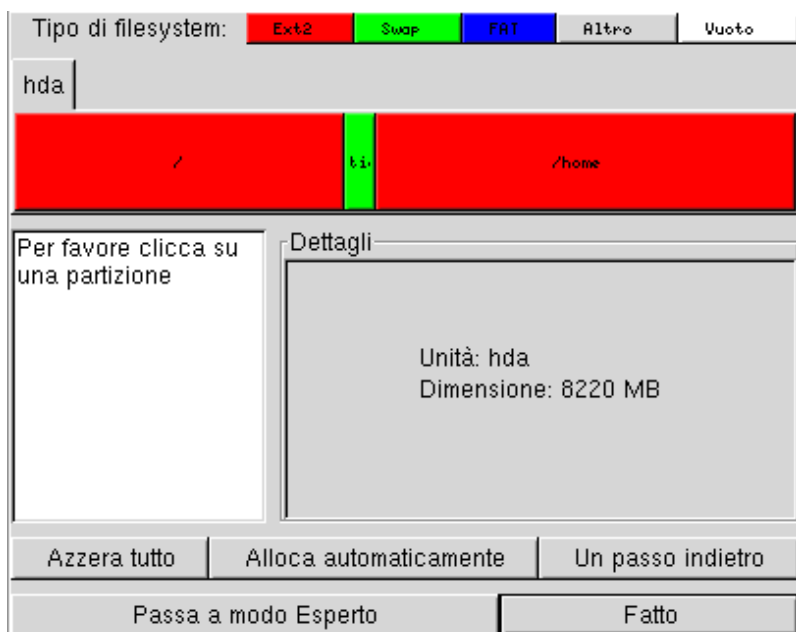 Tipo di filesystem: Ext2 Swap FAT Altro Vuoto
hda
/ /home
Per favore clicca su
una partizione
Dettagli
Unità: hda
Dimensione: 8220 MB
Azzera tutto Alloca automaticamente Un passo indietro
Passa a modo Esperto Fatto